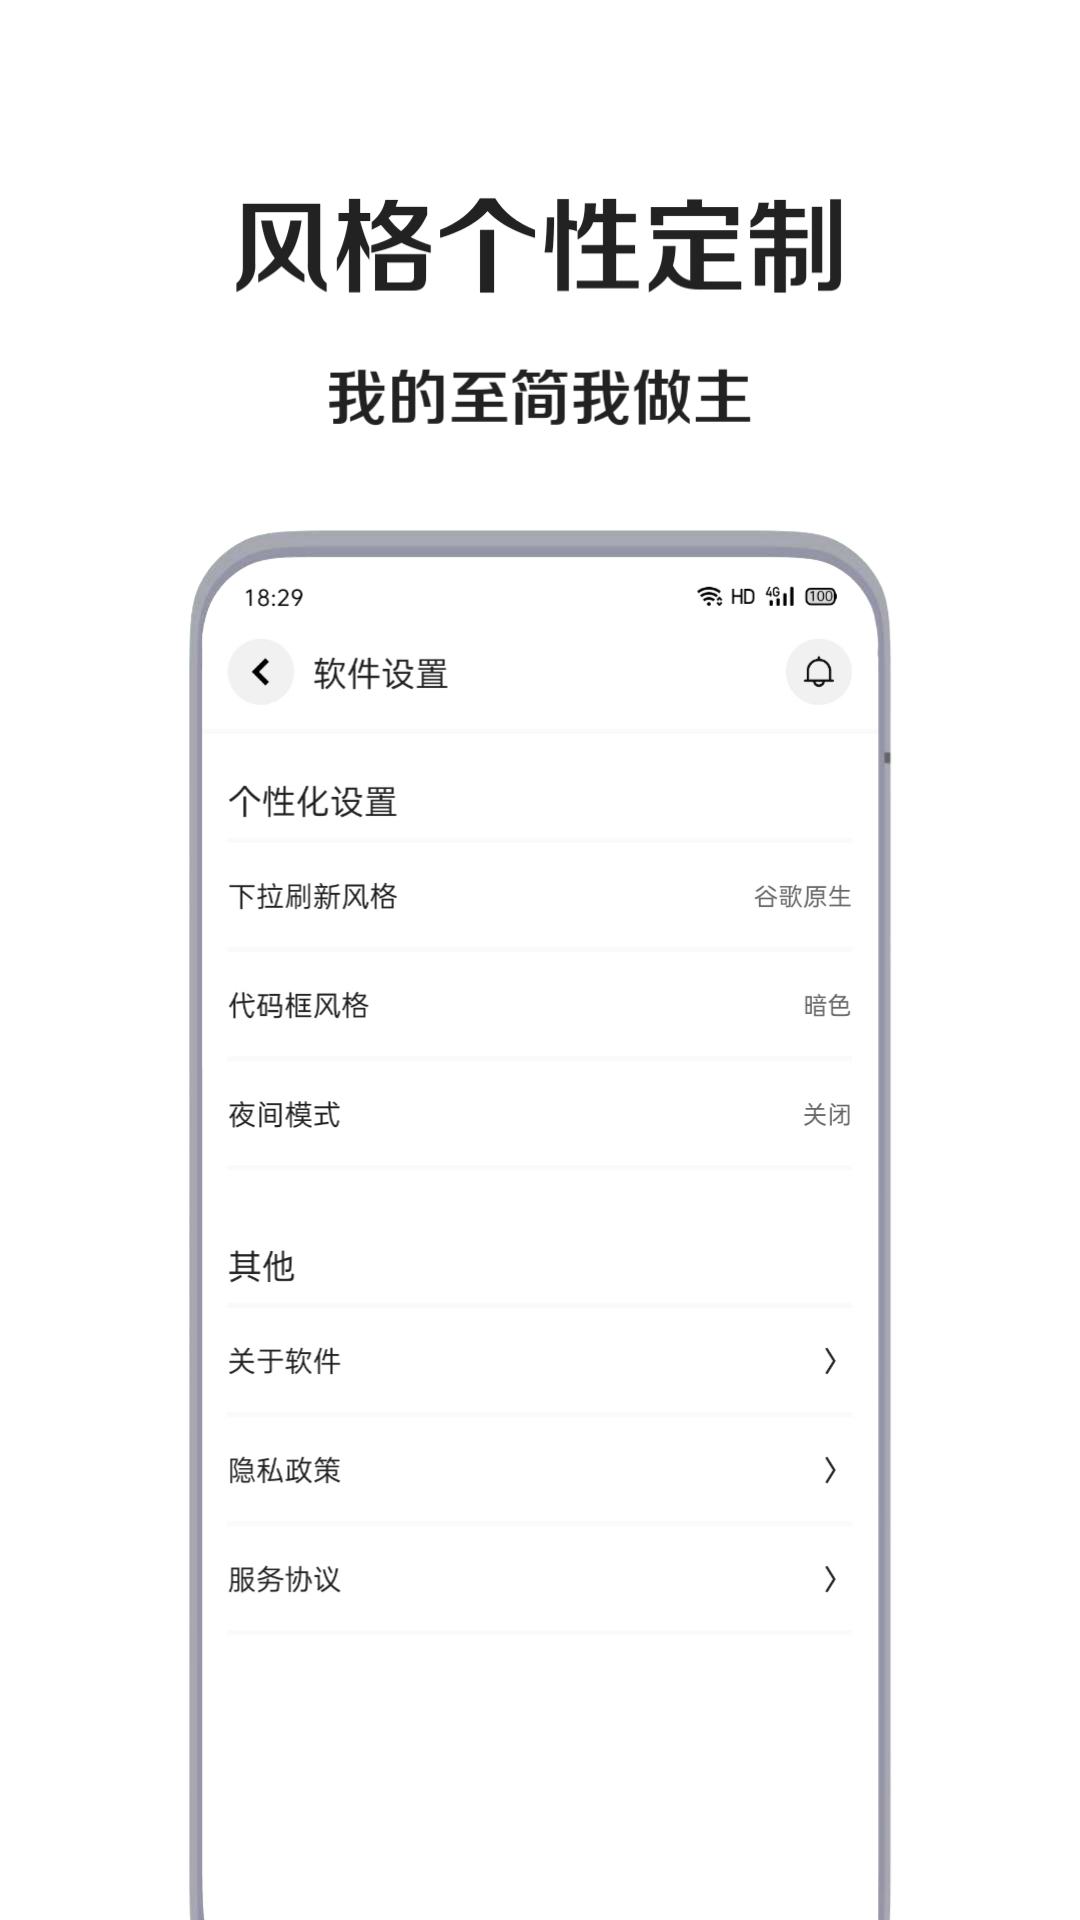 风格个性定制
我的至简我做主
18:29 HD 4G 100
软件设置
个性化设置
下拉刷新风格 谷歌原生
代码框风格 暗色
夜间模式 关闭
其他
关于软件
隐私政策
服务协议